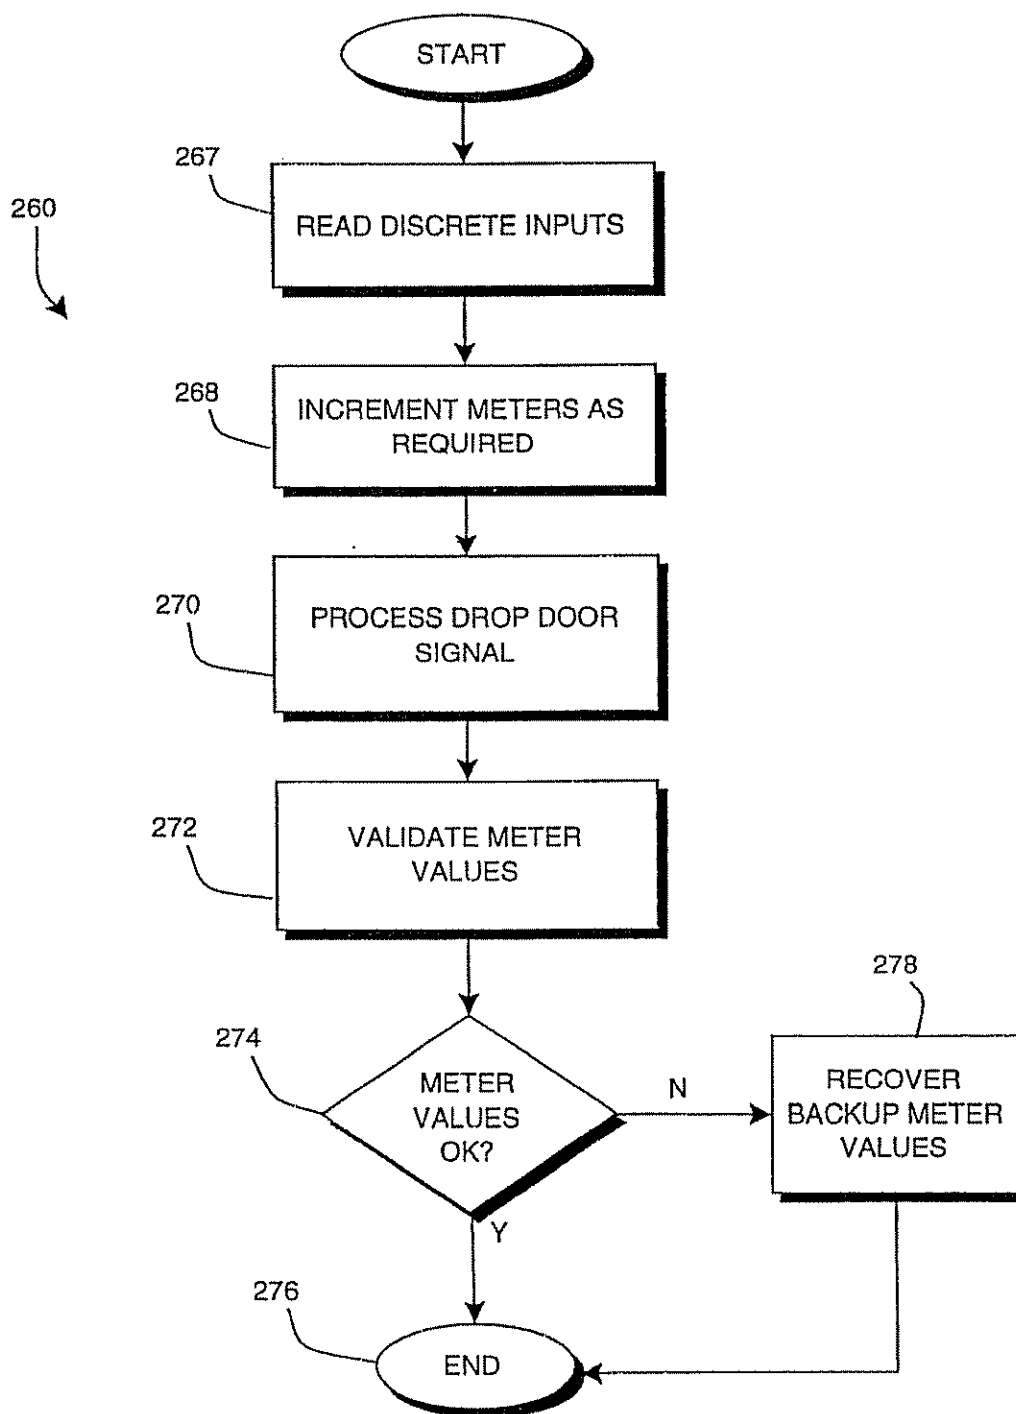 START
267
260
READ DISCRETE INPUTS
268
INCREMENT METERS AS
REQUIRED
270
PROCESS DROP DOOR
SIGNAL
272
VALIDATE METER
VALUES
278
274
METER
VALUES
OK?
N
RECOVER
BACKUP METER
VALUES
Y
276
END